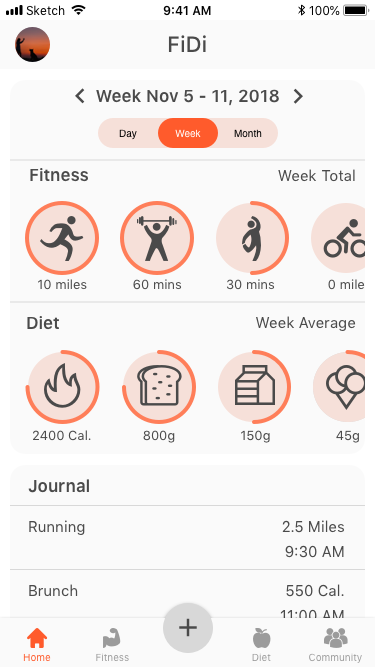 Sketch 9:41 AM 100%
FiDi
Week Nov 5 - 11, 2018
Day Week Month
Fitness Week Total
10 miles 60 mins 30 mins 0 mile
Diet Week Average
2400 Cal. 800g 150g 45g
Journal
Running 2.5 Miles
9:30 AM
Brunch 550 Cal.
11:00 AM
Home Fitness Diet Community